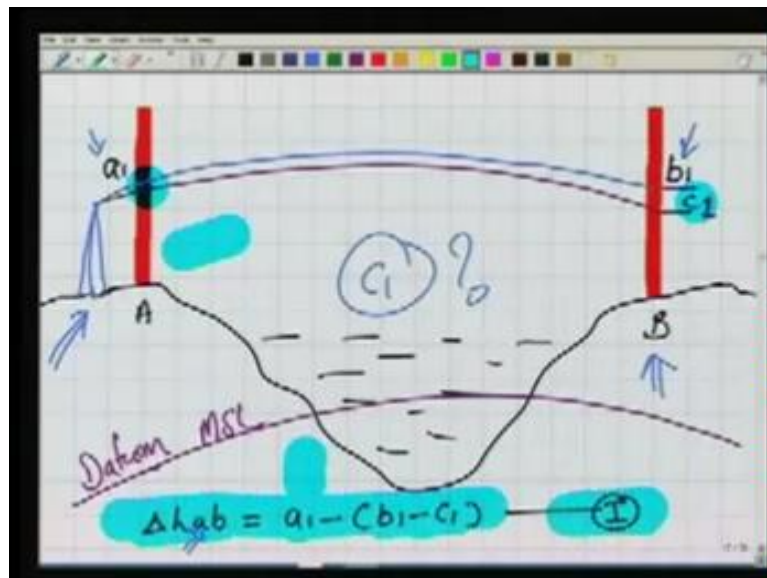 a1
b1
c1
C1 ?
A
B
Datum MSL
Δhab = a1 - (b1 - c1) — I